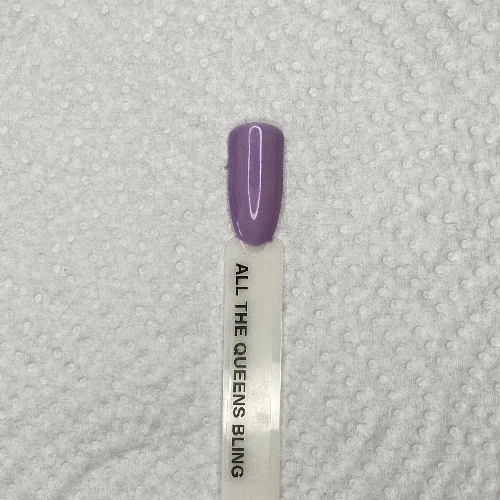 ALL THE QUEENS BLING